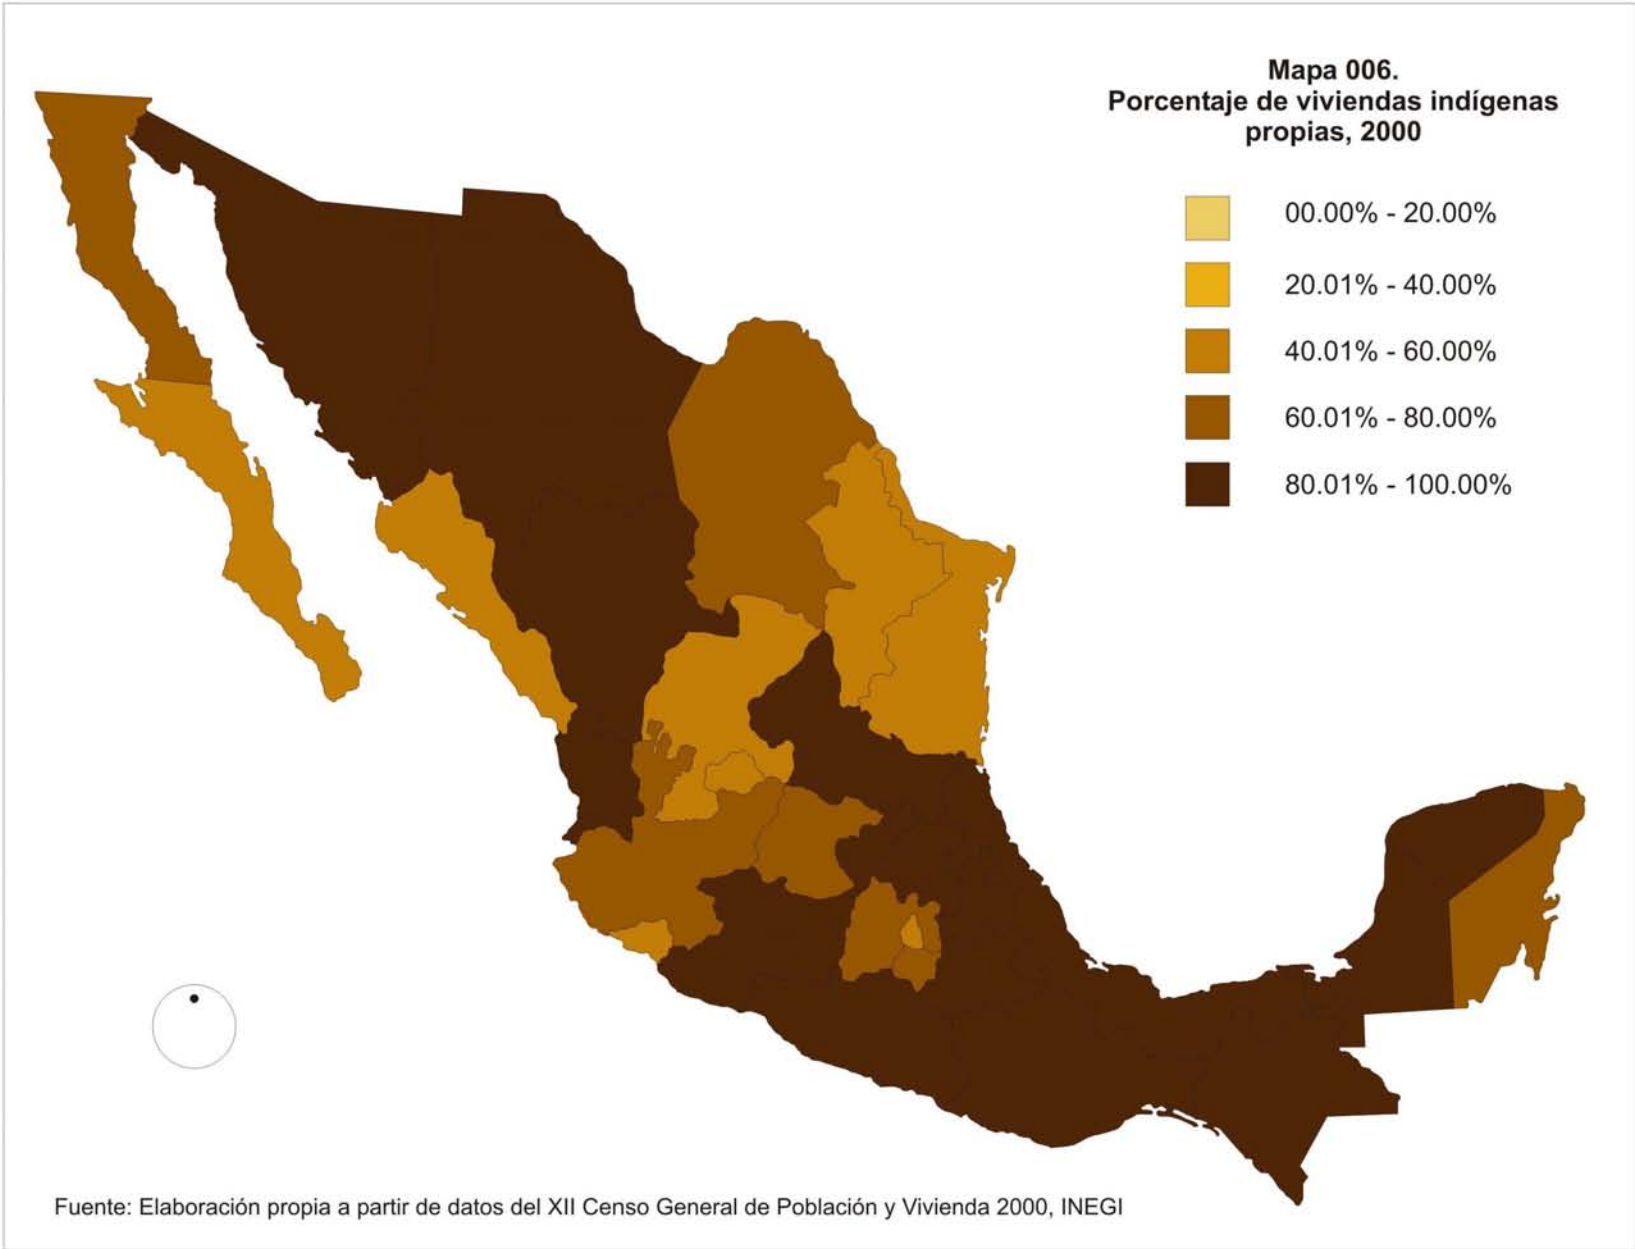 Mapa 006.
Porcentaje de viviendas indígenas
propias, 2000
00.00% - 20.00%
20.01% - 40.00%
40.01% - 60.00%
60.01% - 80.00%
80.01% - 100.00%
Fuente: Elaboración propia a partir de datos del XII Censo General de Población y Vivienda 2000, INEGI